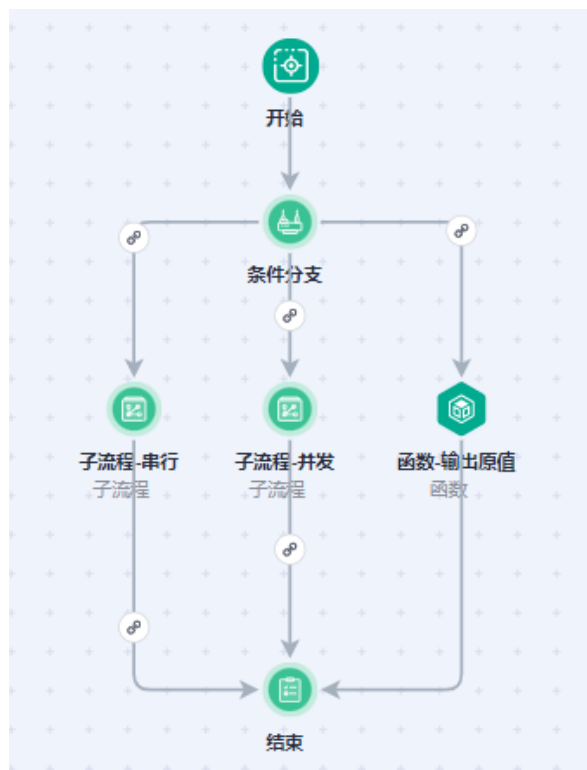 开始
条件分支
子流程-串行
子流程
子流程-并发
子流程
函数-输出原值
函数
结束